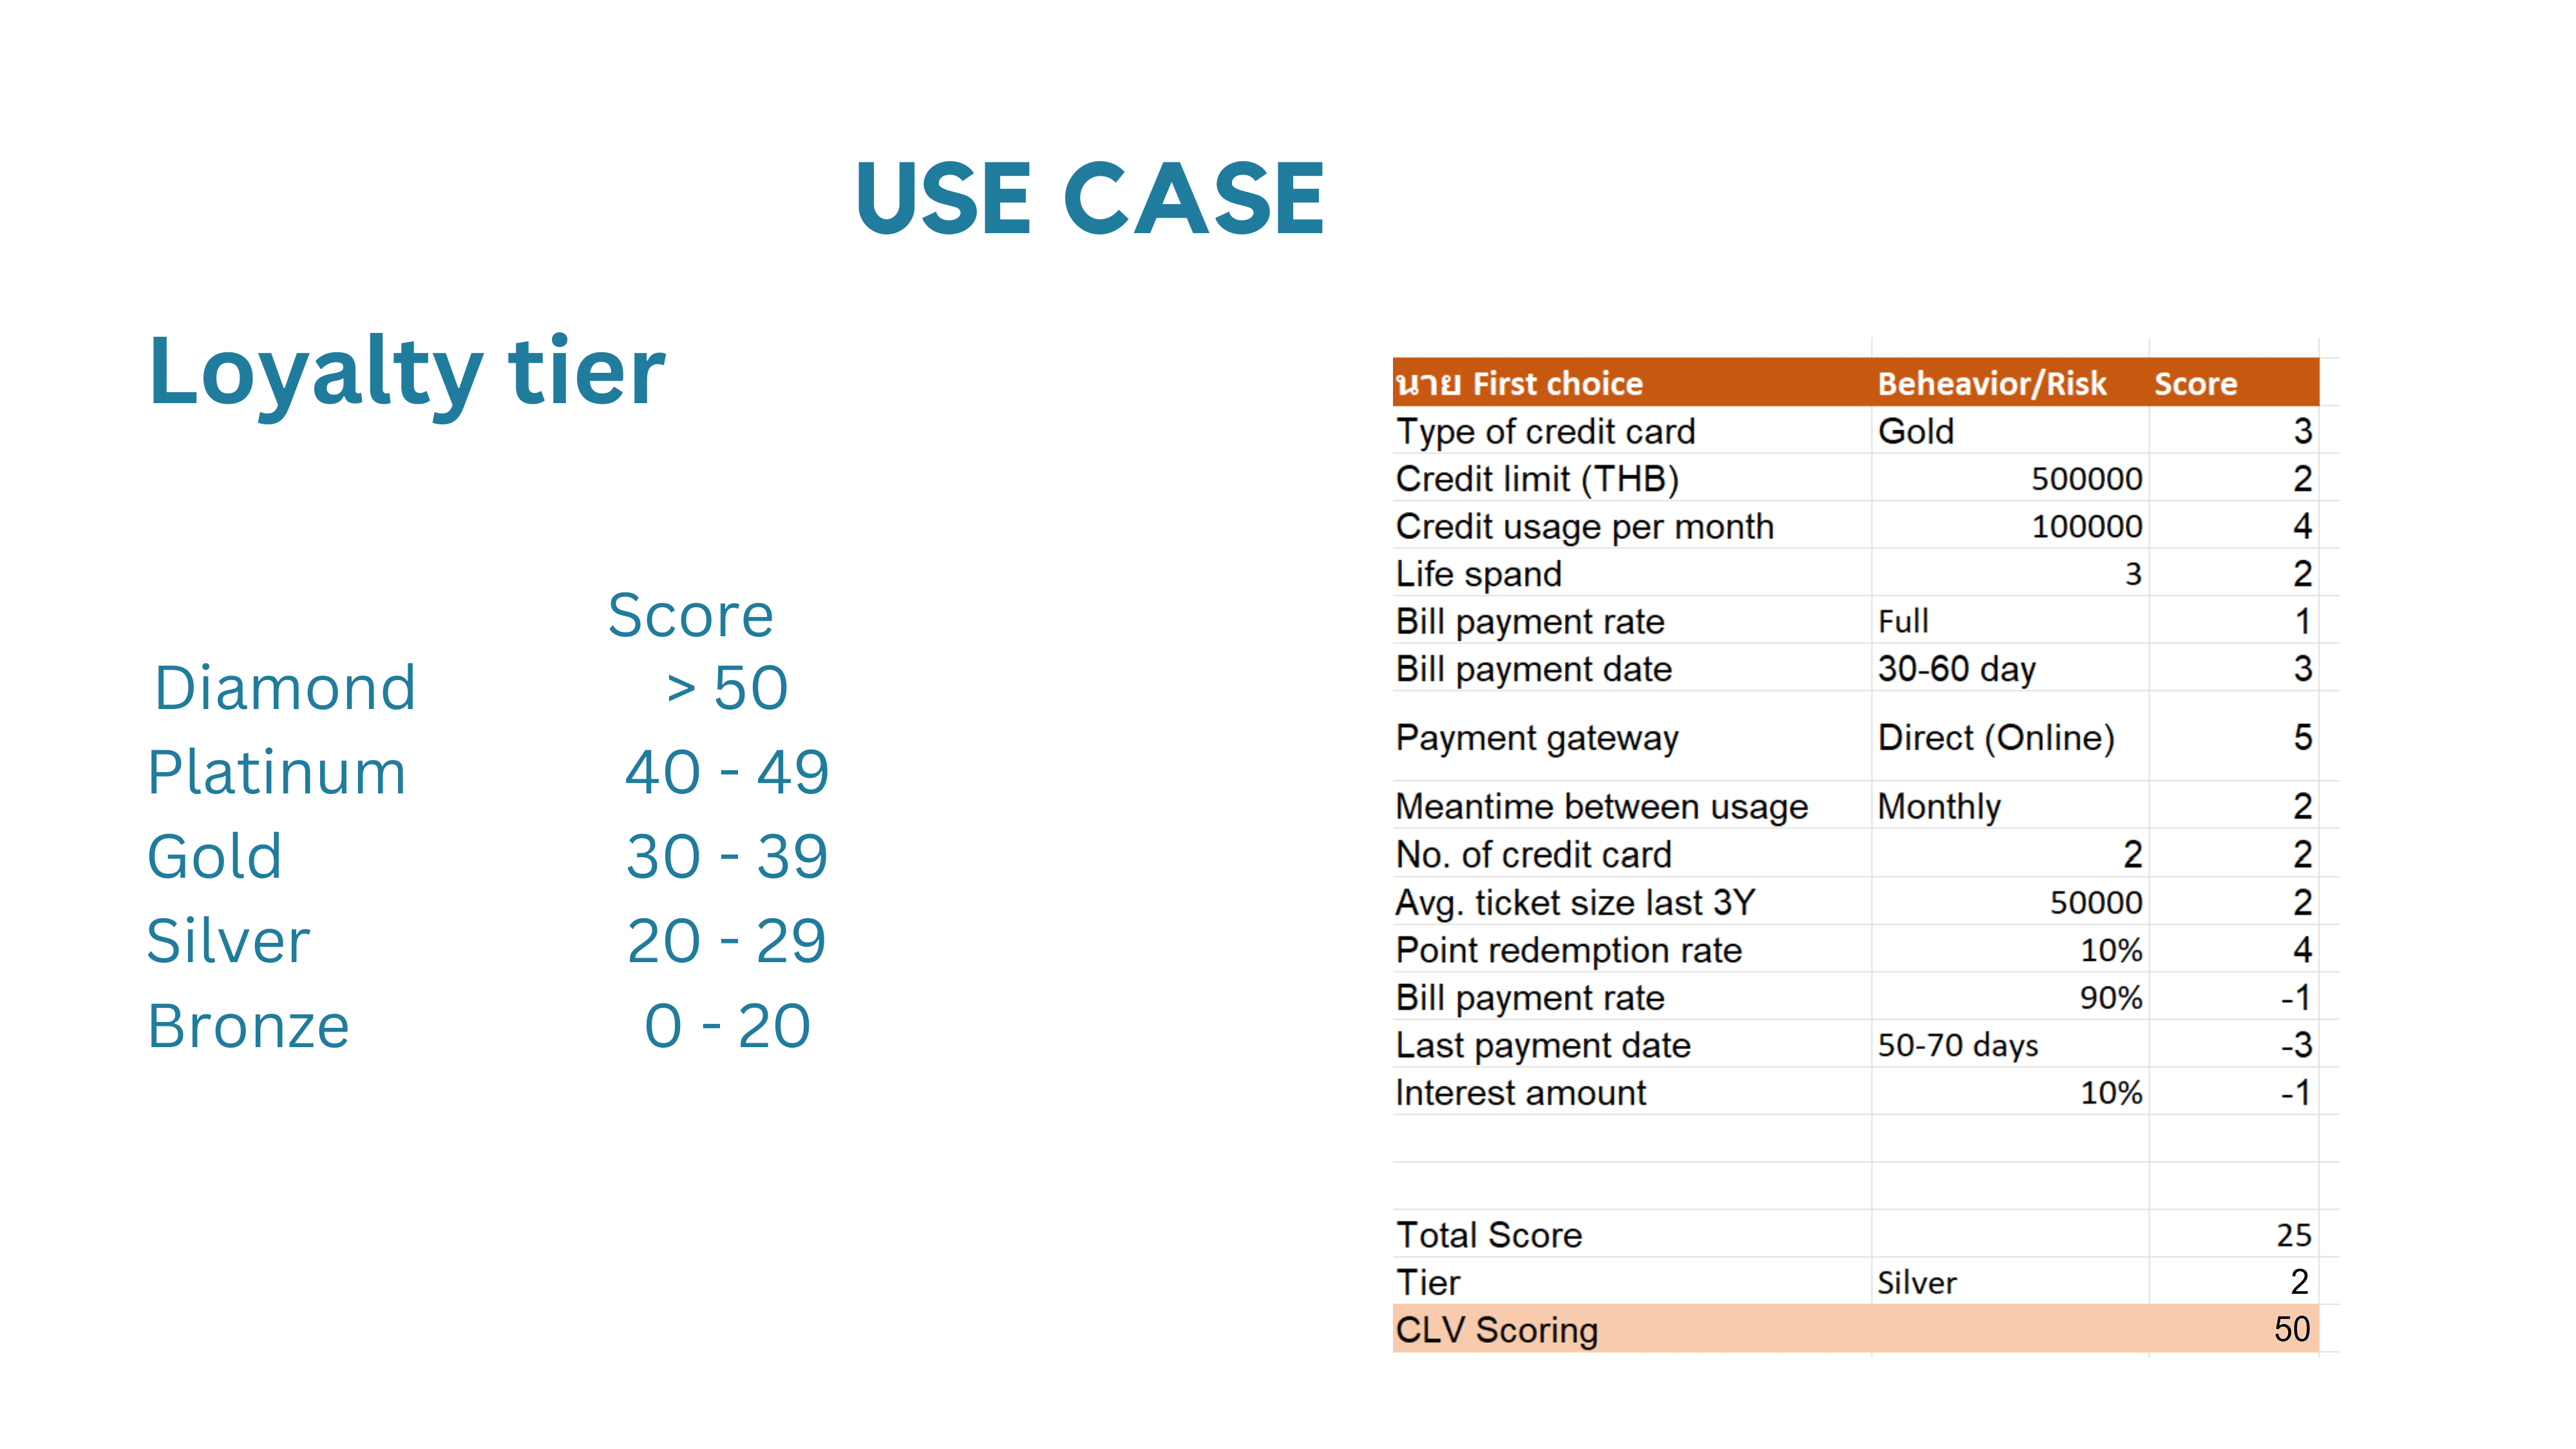 USE CASE
Loyalty tier
Score
Diamond > 50
Platinum 40 - 49
Gold 30 - 39
Silver 20 - 29
Bronze 0 - 20
นาย First choice Beheavior/Risk Score
Type of credit card Gold 3
Credit limit (THB) 500000 2
Credit usage per month 100000 4
Life spand 3 2
Bill payment rate Full 1
Bill payment date 30-60 day 3
Payment gateway Direct (Online) 5
Meantime between usage Monthly 2
No. of credit card 2 2
Avg. ticket size last 3Y 50000 2
Point redemption rate 10% 4
Bill payment rate 90% -1
Last payment date 50-70 days -3
Interest amount 10% -1
Total Score 25
Tier Silver 2
CLV Scoring 50